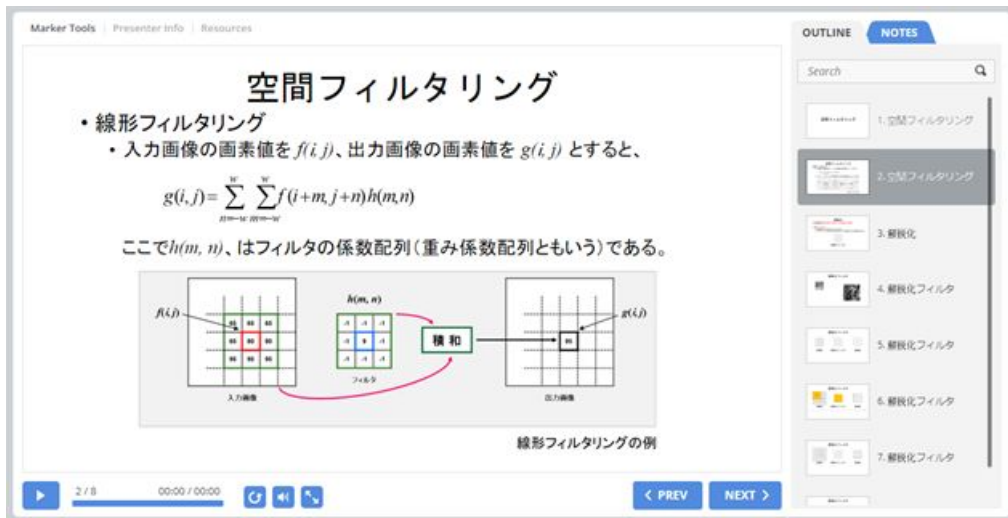 Marker Tools | Presenter Info | Resources
空間フィルタリング
• 線形フィルタリング
• 入力画像の画素値を f(i, j)、出力画像の画素値を g(i, j) とすると、
g(i, j)= Σ Σ f(i+m, j+n)h(m,n)
w w
n=-w m=-w
ここでh(m, n)、はフィルタの係数配列(重み係数配列ともいう)である。
f(i,j)
h(m, n)
g(i,j)
-1 -1 -1
-1 -1
-1 -1 -1
積和
フィルタ
入力画像
出力画像
線形フィルタリングの例
2 / 8
00:00 / 00:00
< PREV
NEXT >
OUTLINE
NOTES
Search
1. 空間フィルタリング
2. 空間フィルタリング
3. 鮮鋭化
4. 鮮鋭化フィルタ
5. 鮮鋭化フィルタ
6. 鮮鋭化フィルタ
7. 鮮鋭化フィルタ